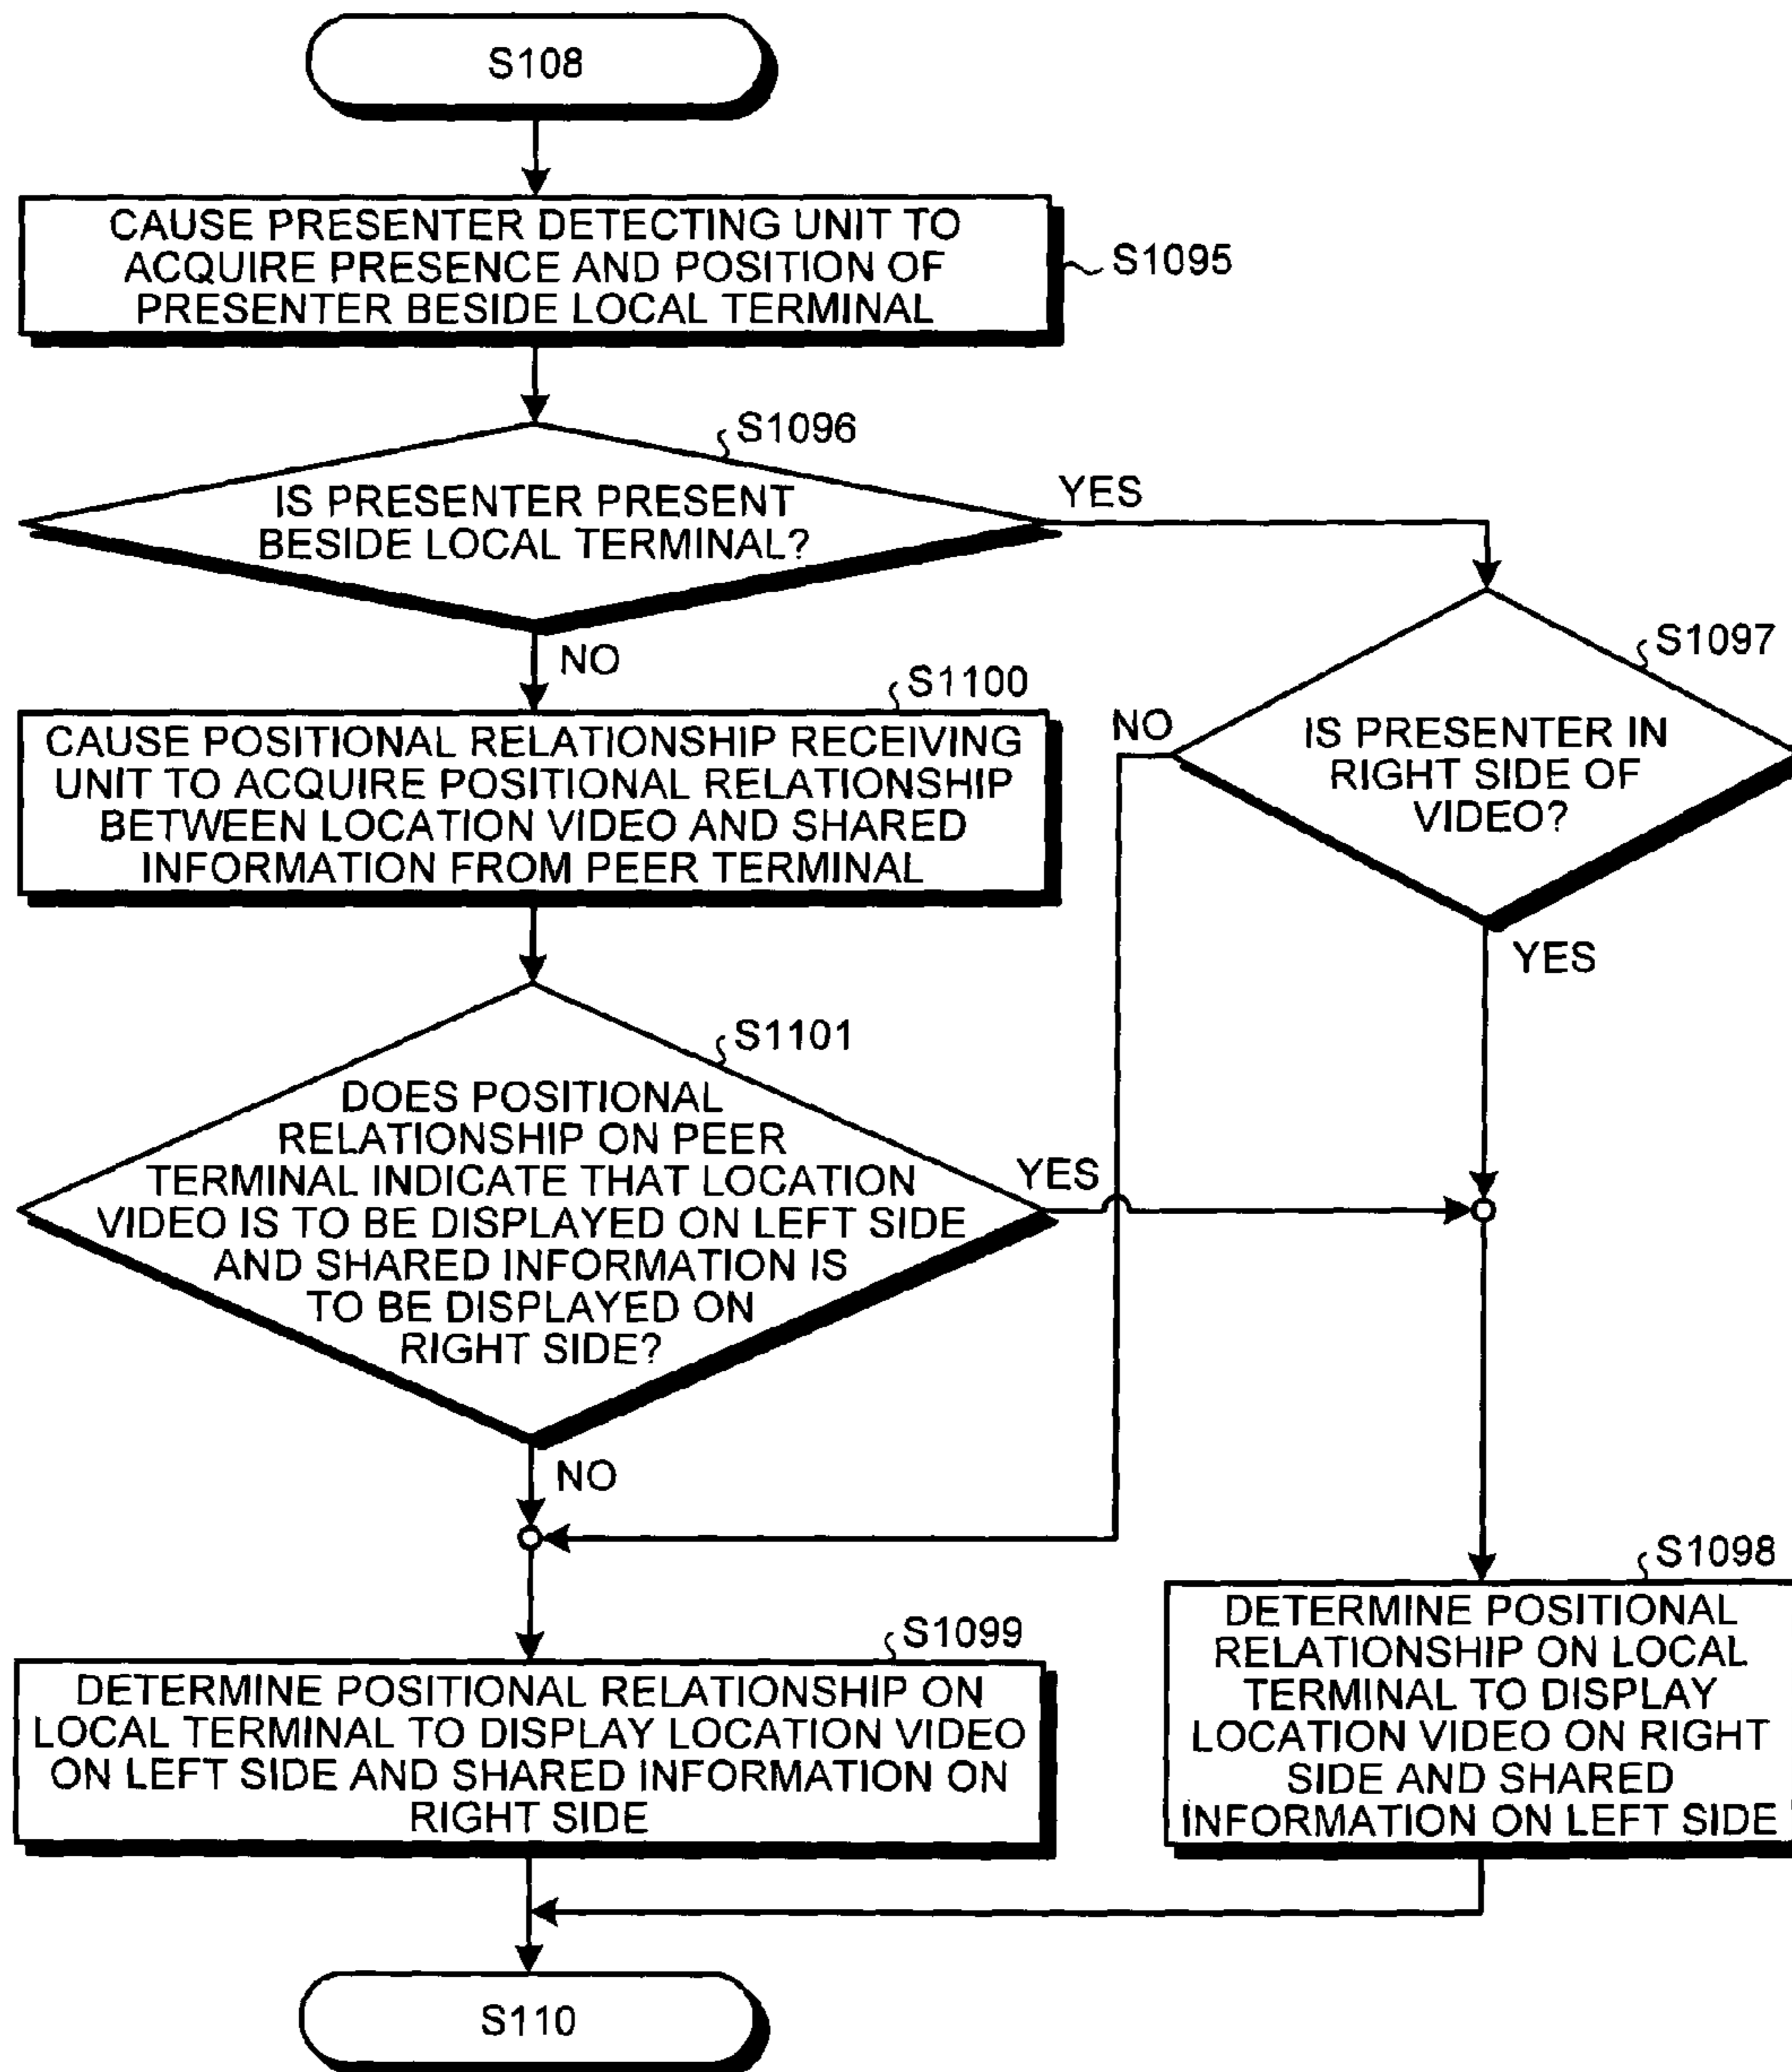 S108
CAUSE PRESENTER DETECTING UNIT TO
ACQUIRE PRESENCE AND POSITION OF
PRESENTER BESIDE LOCAL TERMINAL
S1095
S1096
IS PRESENTER PRESENT
BESIDE LOCAL TERMINAL?
YES
NO
S1097
IS PRESENTER IN
RIGHT SIDE OF
VIDEO?
NO
YES
S1100
CAUSE POSITIONAL RELATIONSHIP RECEIVING
UNIT TO ACQUIRE POSITIONAL RELATIONSHIP
BETWEEN LOCATION VIDEO AND SHARED
INFORMATION FROM PEER TERMINAL
S1101
DOES POSITIONAL
RELATIONSHIP ON PEER
TERMINAL INDICATE THAT LOCATION
VIDEO IS TO BE DISPLAYED ON LEFT SIDE
AND SHARED INFORMATION IS
TO BE DISPLAYED ON
RIGHT SIDE?
YES
NO
S1098
DETERMINE POSITIONAL
RELATIONSHIP ON LOCAL
TERMINAL TO DISPLAY
LOCATION VIDEO ON RIGHT
SIDE AND SHARED
INFORMATION ON LEFT SIDE
S1099
DETERMINE POSITIONAL RELATIONSHIP ON
LOCAL TERMINAL TO DISPLAY LOCATION VIDEO
ON LEFT SIDE AND SHARED INFORMATION ON
RIGHT SIDE
S110